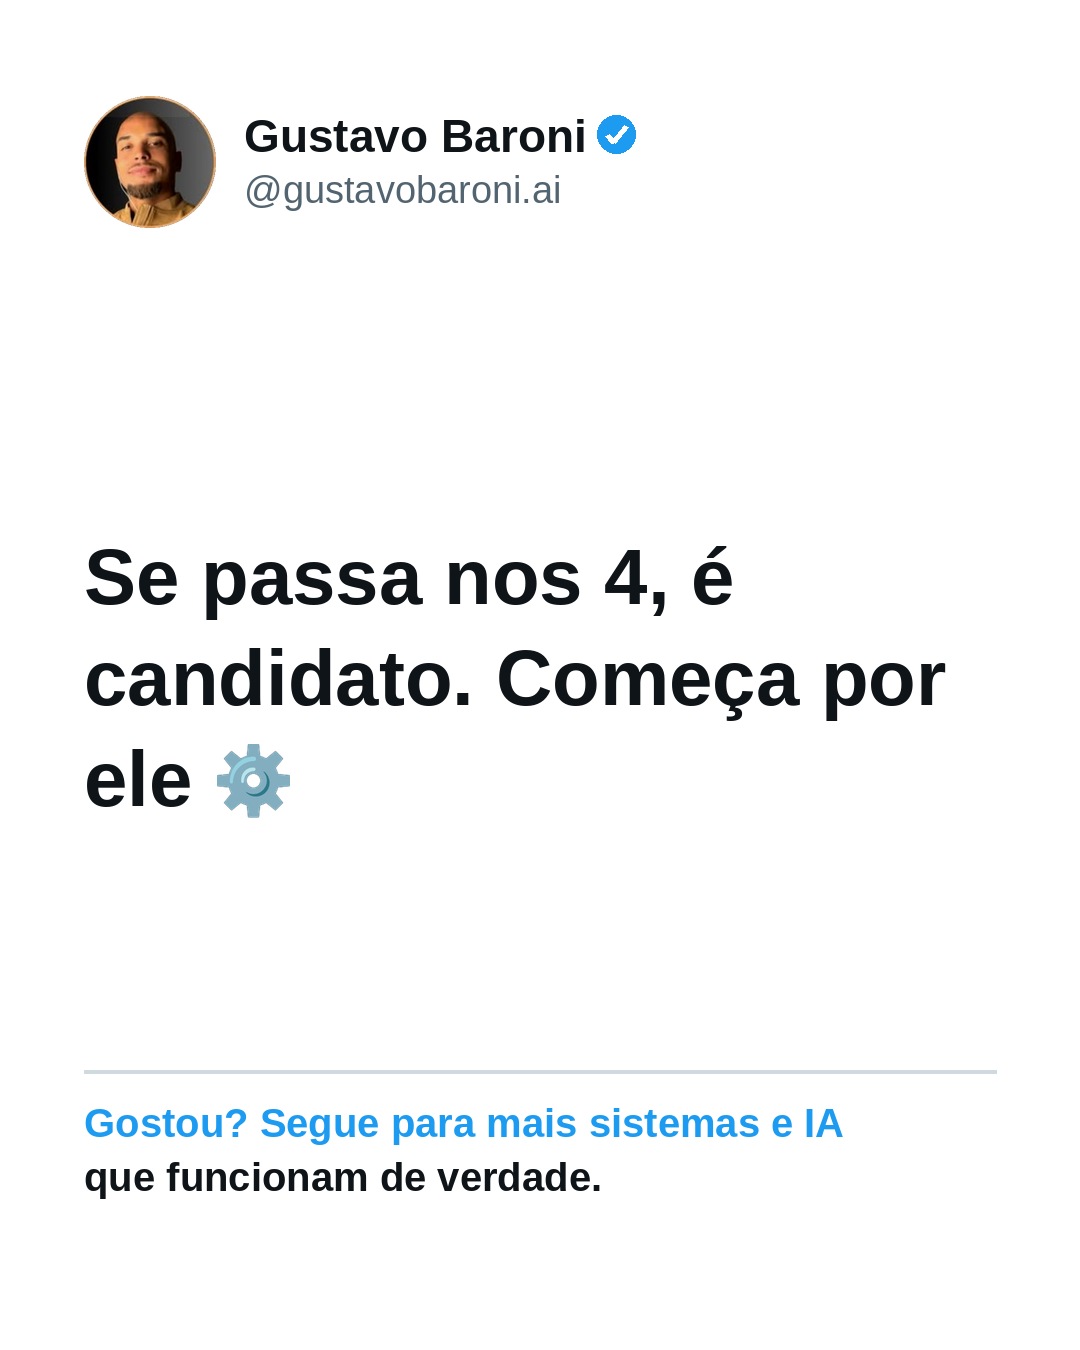 Gustavo Baroni
@gustavobaroni.ai
Se passa nos 4, é
candidato. Começa por
ele ⚙️
Gostou? Segue para mais sistemas e IA
que funcionam de verdade.